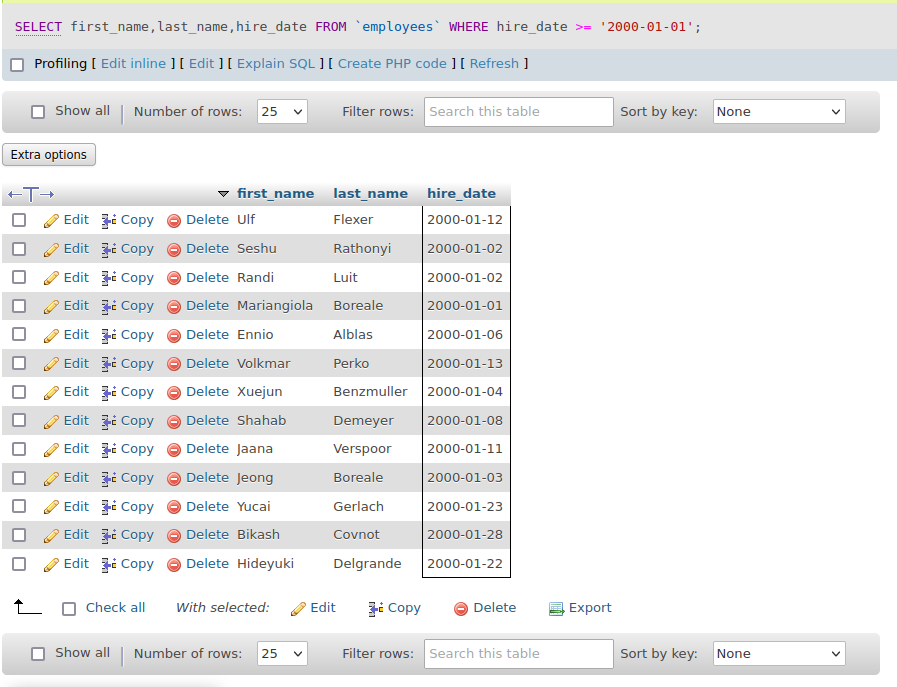 SELECT first_name,last_name,hire_date FROM `employees` WHERE hire_date >= '2000-01-01';
Profiling [ Edit inline ] [ Edit ] [ Explain SQL ] [ Create PHP code ] [ Refresh ]
Show all Number of rows: 25 Filter rows: Search this table Sort by key: None
Extra options
first_name last_name hire_date
Edit Copy Delete Ulf Flexer 2000-01-12
Edit Copy Delete Seshu Rathonyi 2000-01-02
Edit Copy Delete Randi Luit 2000-01-02
Edit Copy Delete Mariangiola Boreale 2000-01-01
Edit Copy Delete Ennio Alblas 2000-01-06
Edit Copy Delete Volkmar Perko 2000-01-13
Edit Copy Delete Xuejun Benzmuller 2000-01-04
Edit Copy Delete Shahab Demeyer 2000-01-08
Edit Copy Delete Jaana Verspoor 2000-01-11
Edit Copy Delete Jeong Boreale 2000-01-03
Edit Copy Delete Yucai Gerlach 2000-01-23
Edit Copy Delete Bikash Covnot 2000-01-28
Edit Copy Delete Hideyuki Delgrande 2000-01-22
Check all With selected: Edit Copy Delete Export
Show all Number of rows: 25 Filter rows: Search this table Sort by key: None